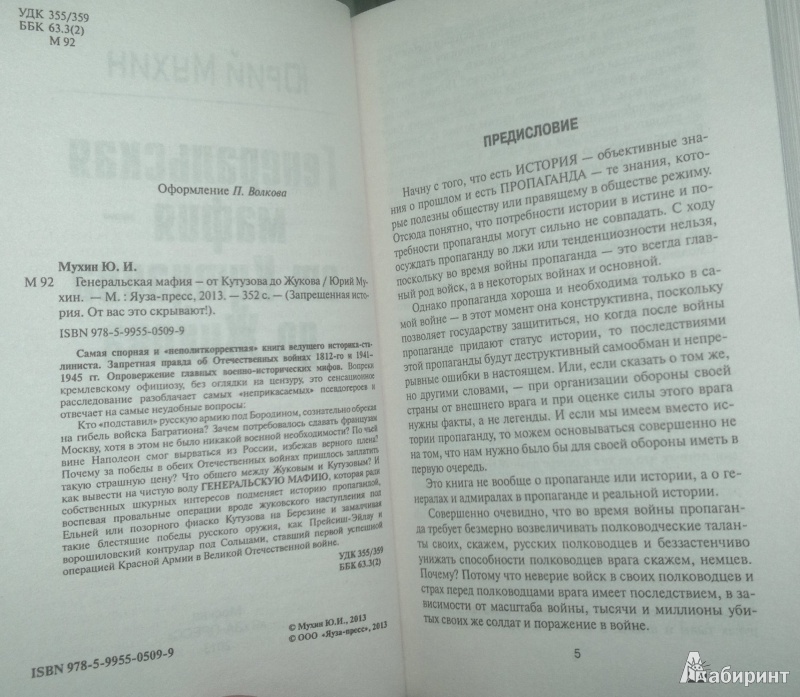 УДК 355/359
ББК 63.3(2)
М 92
Оформление П. Волкова
Мухин Ю. И.
М 92 Генеральская мафия — от Кутузова до Жукова / Юрий Му-
хин. — М. : Яуза-пресс, 2013. — 352 с. — (Запрещенная исто-
рия. От вас это скрывают!).
ISBN 978-5-9955-0509-9
Самая спорная и «неполиткорректная» книга ведущего историка-ста-
линиста. Запретная правда об Отечественных войнах 1812-го и 1941-
1945 гг. Опровержение главных военно-исторических мифов. Вопреки
кремлевскому официозу, без оглядки на цензуру, это сенсационное
расследование разоблачает самых «неприкасаемых» псевдогероев и
отвечает на самые неудобные вопросы:
Кто «подставил» русскую армию под Бородином, сознательно обрекая
на гибель войска Багратиона? Зачем потребовалось сдавать французам
Москву, хотя в этом не было никакой военной необходимости? По чьей
вине Наполеон смог вырваться из России, избежав верного плена?
Почему за победы в обеих Отечественных войнах пришлось заплатить
такую страшную цену? Что общего между Жуковым и Кутузовым? И
как вывести на чистую воду ГЕНЕРАЛЬСКУЮ МАФИЮ, которая ради
собственных шкурных интересов подменяет историю пропагандой,
воспевая провальные операции вроде жуковского наступления под
Ельней или позорного фиаско Кутузова на Березине и замалчивая
такие блестящие победы русского оружия, как Прейсиш-Эйлау и
ворошиловский контрудар под Сольцами, ставший первой успешной
операцией Красной Армии в Великой Отечественной войне.
УДК 355/359
ББК 63.3(2)
© Мухин Ю.И., 2013
© ООО «Яуза-пресс», 2013
ISBN 978-5-9955-0509-9
ПРЕДИСЛОВИЕ
Начну с того, что есть ИСТОРИЯ — объективные зна-
ния о прошлом и есть ПРОПАГАНДА — те знания, кото-
рые полезны обществу или правящему в обществе режиму.
Отсюда понятно, что потребности истории в истине и по-
требности пропаганды могут сильно не совпадать. С ходу
осуждать пропаганду во лжи или тенденциозности нельзя,
поскольку во время войны пропаганда — это всегда глав-
ный род войск, а в некоторых войнах и основной.
Однако пропаганда хороша и необходима только в са-
мой войне — в этот момент она конструктивна, поскольку
позволяет государству защититься, но когда после войны
пропаганде придают статус истории, то последствиями
этой пропаганды будут деструктивный самообман и непре-
рывные ошибки в настоящем. Или, если сказать о том же,
но другими словами, — при организации обороны своей
страны от внешнего врага и при оценке силы этого врага
нужны факты, а не легенды. И если мы имеем вместо ис-
тории пропаганду, то можем остановиться совершенно не
на том, что нам нужно было бы для своей обороны иметь в
первую очередь.
Это книга не вообще о пропаганде или истории, а о ге-
нералах и адмиралах в пропаганде и реальной истории.
Совершенно очевидно, что во время войны пропаган-
да требует безмерно возвеличивать полководческие талан-
ты своих, скажем, русских полководцев и беззастенчиво
унижать способности полководцев врага скажем, немцев.
Почему? Потому что неверие войск в своих полководцев и
страх перед полководцами врага имеет последствием, в за-
висимости от масштаба войны, тысячи и миллионы уби-
тых своих же солдат и поражение в войне.
5
Лабиринт